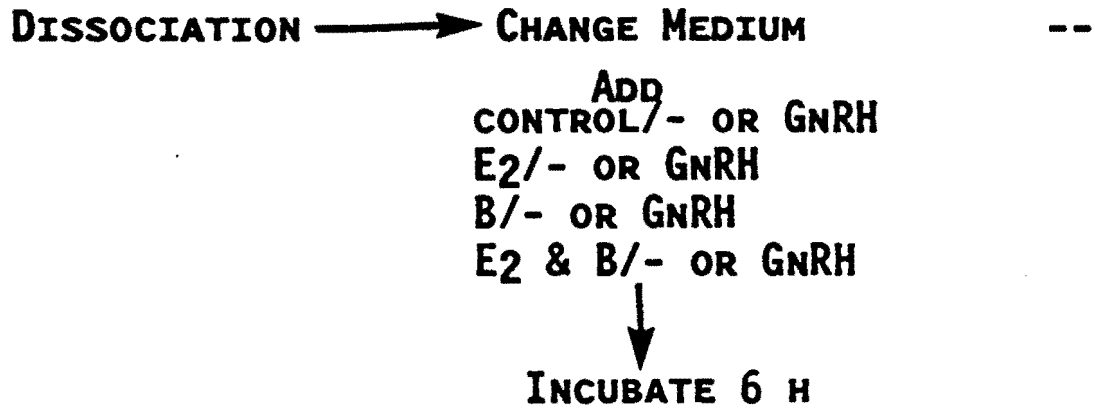 DISSOCIATION CHANGE MEDIUM --
ADD
CONTROL/- OR GNRH
E2/- OR GNRH
B/- OR GNRH
E2 & B/- OR GNRH
INCUBATE 6 H